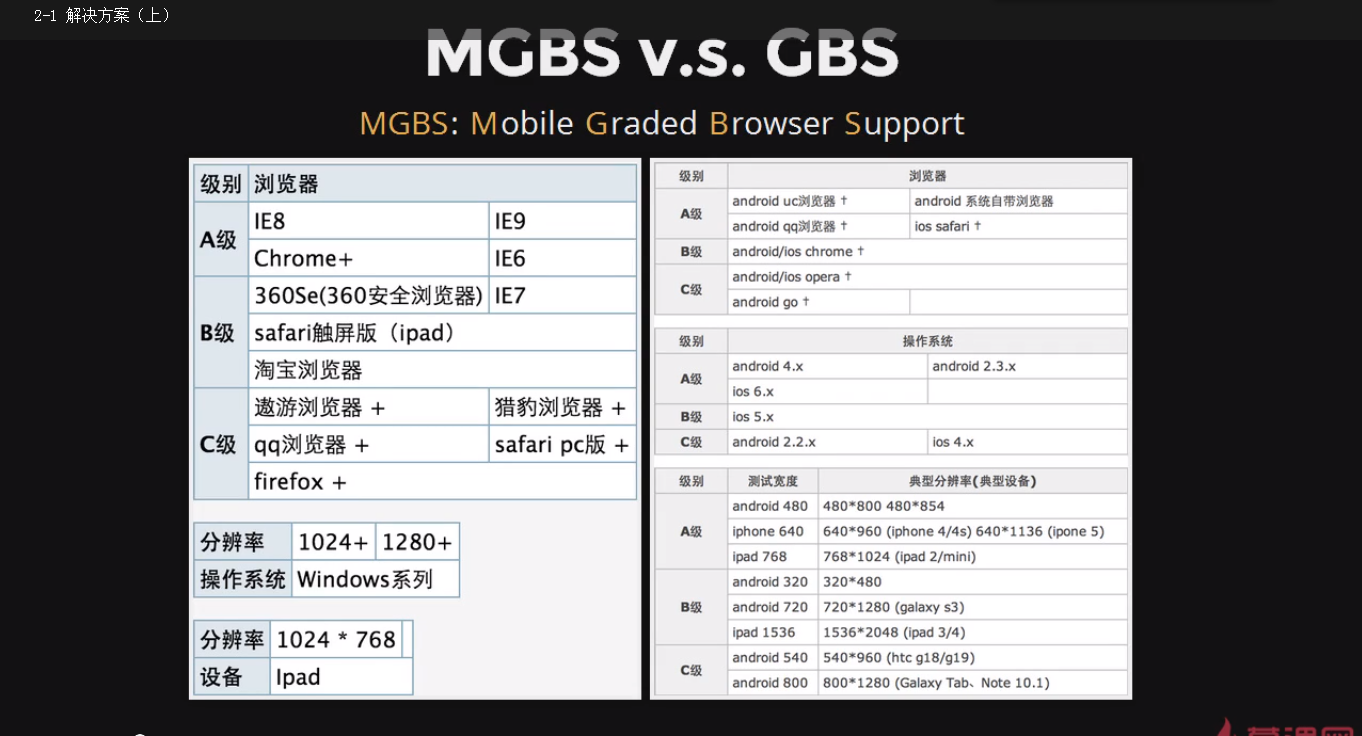 2-1 解决方案（上）
MGBS v.s. GBS
MGBS: Mobile Graded Browser Support
级别 浏览器
A级 IE8 IE9
Chrome+ IE6
B级 360Se(360安全浏览器) IE7
safari触屏版（ipad）
淘宝浏览器
C级 遨游浏览器 + 猎豹浏览器 +
qq浏览器 + safari pc版 +
firefox +
分辨率 1024+ 1280+
操作系统 Windows系列
分辨率 1024 * 768
设备 Ipad
级别 浏览器
A级 android uc浏览器 † android 系统自带浏览器
android qq浏览器 † ios safari †
B级 android/ios chrome †
C级 android/ios opera †
android go †
级别 操作系统
A级 android 4.x android 2.3.x
ios 6.x
B级 ios 5.x
C级 android 2.2.x ios 4.x
级别 测试宽度 典型分辨率(典型设备)
A级 android 480 480*800 480*854
iphone 640 640*960 (iphone 4/4s) 640*1136 (ipone 5)
ipad 768 768*1024 (ipad 2/mini)
B级 android 320 320*480
android 720 720*1280 (galaxy s3)
ipad 1536 1536*2048 (ipad 3/4)
C级 android 540 540*960 (htc g18/g19)
android 800 800*1280 (Galaxy Tab、Note 10.1)